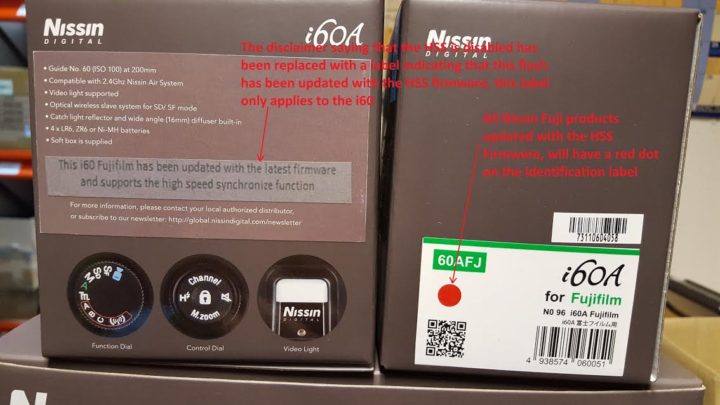 Nissin
DIGITAL
i60A
The disclaimer saying that the HSS is disabled has
been replaced with a label indicating that this flash
has been updated with the HSS firmware, this label
only applies to the i60
• Guide No. 60 (ISO 100) at 200mm
• Compatible with 2.4Ghz Nissin Air System
• Video light supported
• Optical wireless slave system for SD/ SF mode
• Catch light reflector and wide angle (16mm) diffuser built-in
• 4 x LR6, ZR6 or Ni-MH batteries
• Soft box is supplied
This i60 Fujifilm has been updated with the latest firmware
and supports the high speed synchronize function
For more information, please contact your local authorized distributor,
or subscribe to our newsletter: http://global.nissindigital.com/newsletter
Channel
M.zoom
Nissin
DIGITAL
Function Dial
Control Dial
Video Light
Nissin
DIGITAL
i60A
All Nissin Fuji products
updated with the HSS
Firmware, will have a red dot
on the identification label
73110604058
60AFJ
i60A
for Fujifilm
N0 96 i60A Fujifilm
i60A 富士フイルム用
4 938574 060051
N